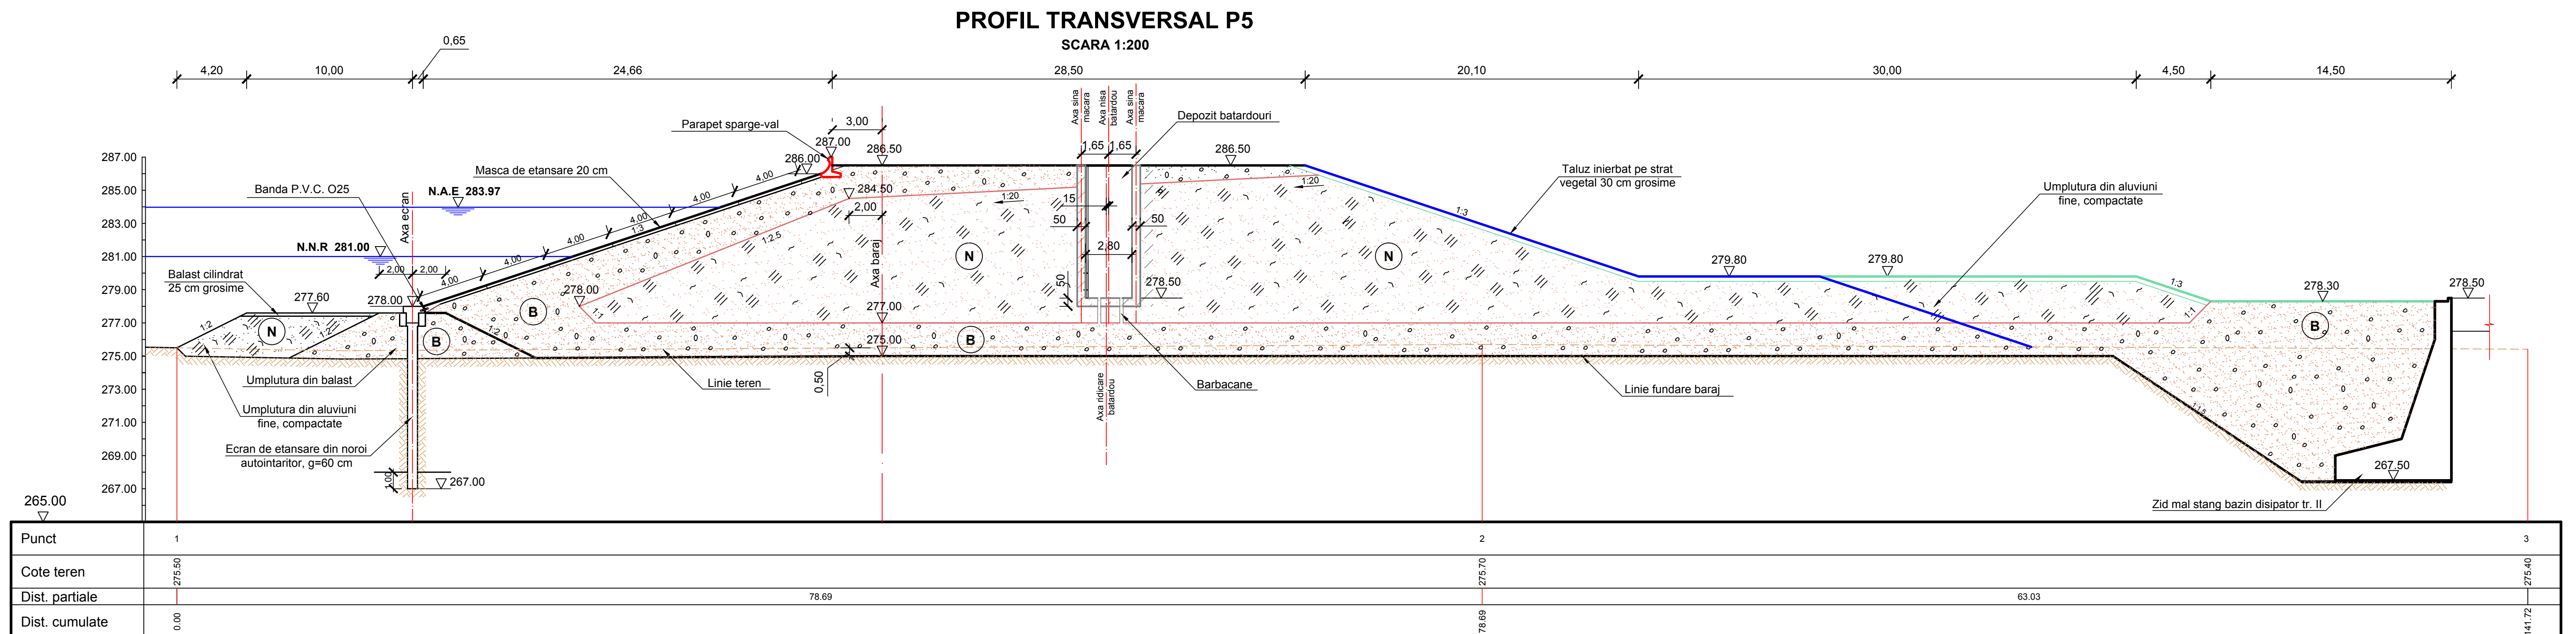 PROFIL TRANSVERSAL P5
SCARA 1:200
0,65
4,20
10,00
24,66
28,50
20,10
30,00
4,50
14,50
Axa sina
macara
Axa nisa
batardou
Axa sina
macara
Depozit batardouri
Parapet sparge-val
3,00
287.00
286.50
286.00
1,65
1,65
286.50
287.00
285.00
283.00
281.00
279.00
277.00
275.00
273.00
271.00
269.00
267.00
265.00
Masca de etansare 20 cm
Banda P.V.C. O25
N.A.E 283.97
Axa ecran
N.N.R 281.00
4,00
4,00
4,00
4,00
4,00
4,00
1:3
284.50
2,00
1:2.5
1:20
1:20
15
50
50
2,80
50
278.50
N
N
Axa baraj
Taluz inierbat pe strat
vegetal 30 cm grosime
1:3
Umplutura din aluviuni
fine, compactate
279.80
279.80
1:3
278.30
278.50
Balast cilindrat
25 cm grosime
277.60
2,00
2,00
278.00
278.00
277.00
275.00
1:2
N
B
B
1:2
1:1
B
1:1
B
Umplutura din balast
Umplutura din aluviuni
fine, compactate
Ecran de etansare din noroi
autointaritor, g=60 cm
1,00
267.00
Linie teren
0,50
Axa ridicare
batardou
Barbacane
Linie fundare baraj
1:1.5
267.50
Zid mal stang bazin disipator tr. II
Punct
1
2
3
Cote teren
275.50
275.70
275.40
Dist. partiale
78.69
63.03
Dist. cumulate
0.00
78.69
141.72